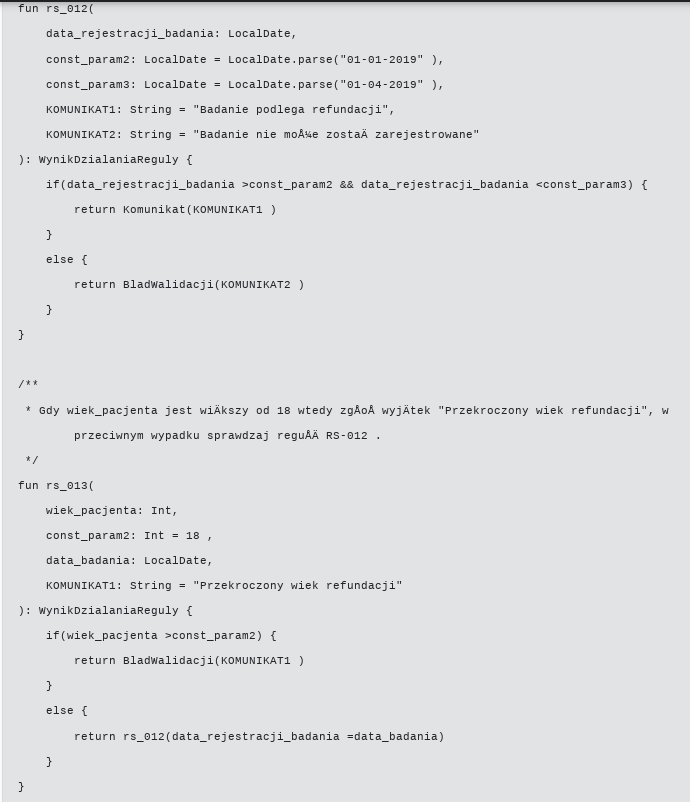 fun rs_012(
    data_rejestracji_badania: LocalDate,
    const_param2: LocalDate = LocalDate.parse("01-01-2019" ),
    const_param3: LocalDate = LocalDate.parse("01-04-2019" ),
    KOMUNIKAT1: String = "Badanie podlega refundacji",
    KOMUNIKAT2: String = "Badanie nie moÅ¼e zostaÄ zarejestrowane"
): WynikDzialaniaReguly {
    if(data_rejestracji_badania >const_param2 && data_rejestracji_badania <const_param3) {
        return Komunikat(KOMUNIKAT1 )
    }
    else {
        return BladWalidacji(KOMUNIKAT2 )
    }
}

/**
 * Gdy wiek_pacjenta jest wiÄkszy od 18 wtedy zgÅoÅ wyjÄtek "Przekroczony wiek refundacji", w
        przeciwnym wypadku sprawdzaj reguÅÄ RS-012 .
 */
fun rs_013(
    wiek_pacjenta: Int,
    const_param2: Int = 18 ,
    data_badania: LocalDate,
    KOMUNIKAT1: String = "Przekroczony wiek refundacji"
): WynikDzialaniaReguly {
    if(wiek_pacjenta >const_param2) {
        return BladWalidacji(KOMUNIKAT1 )
    }
    else {
        return rs_012(data_rejestracji_badania =data_badania)
    }
}